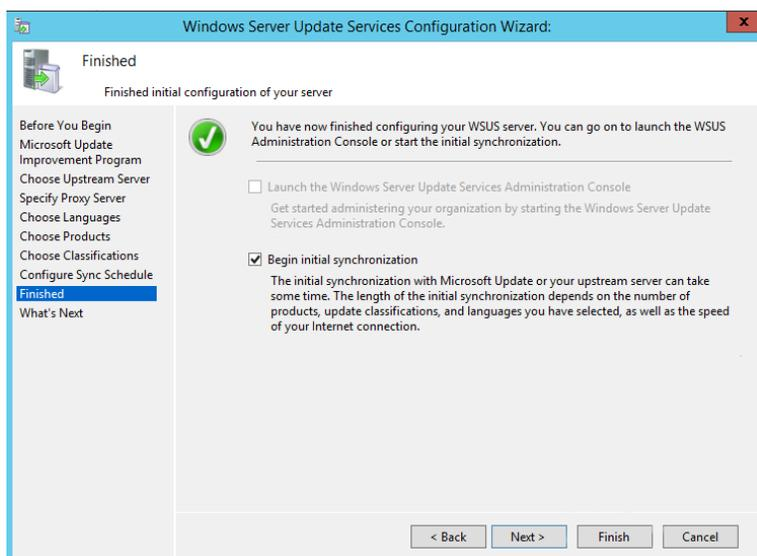 Windows Server Update Services Configuration Wizard:
x
Finished
Finished initial configuration of your server
Before You Begin
Microsoft Update
Improvement Program
Choose Upstream Server
Specify Proxy Server
Choose Languages
Choose Products
Choose Classifications
Configure Sync Schedule
Finished
What's Next
You have now finished configuring your WSUS server. You can go on to launch the WSUS
Administration Console or start the initial synchronization.
Launch the Windows Server Update Services Administration Console
Get started administering your organization by starting the Windows Server Update
Services Administration Console.
Begin initial synchronization
The initial synchronization with Microsoft Update or your upstream server can take
some time. The length of the initial synchronization depends on the number of
products, update classifications, and languages you have selected, as well as the speed
of your Internet connection.
< Back
Next >
Finish
Cancel